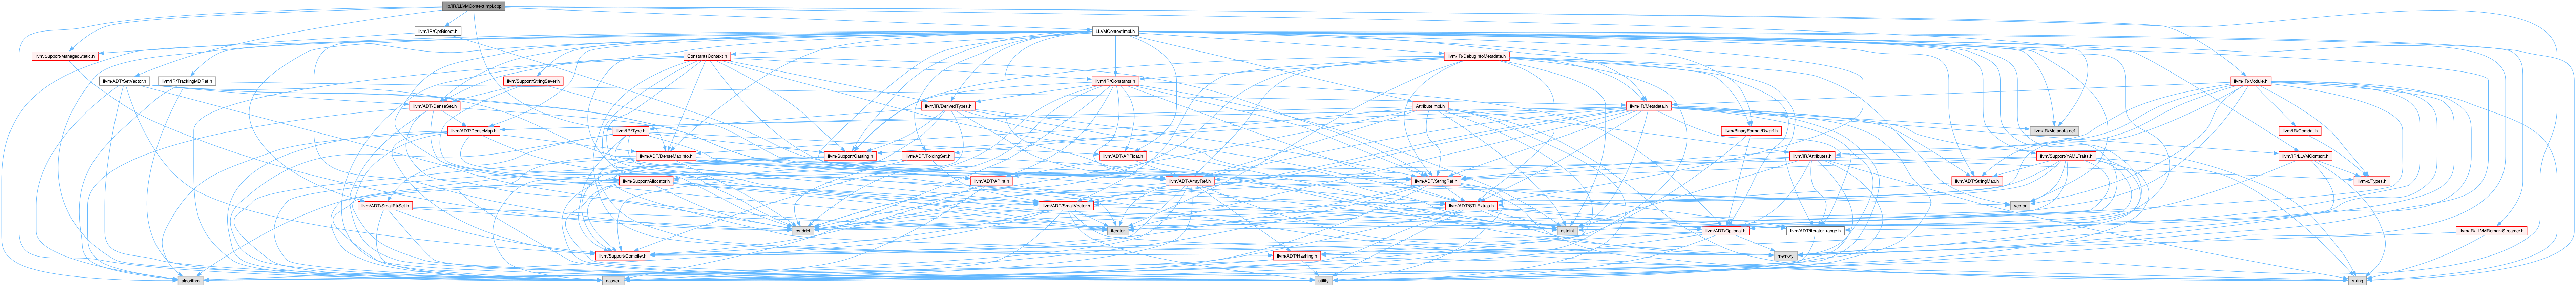 lib/IR/LLVMContextImpl.cpp
llvm/IR/OptBisect.h
LLVMContextImpl.h
llvm/Support/ManagedStatic.h
ConstantsContext.h
llvm/IR/DebugInfoMetadata.h
llvm/ADT/SetVector.h
llvm/IR/TrackingMDRef.h
llvm/Support/StringSaver.h
llvm/IR/Constants.h
llvm/IR/Module.h
llvm/ADT/DenseSet.h
llvm/IR/DerivedTypes.h
AttributeImpl.h
llvm/IR/Metadata.h
llvm/ADT/DenseMap.h
llvm/IR/Type.h
llvm/BinaryFormat/Dwarf.h
llvm/IR/Metadata.def
llvm/IR/Comdat.h
llvm/ADT/DenseMapInfo.h
llvm/Support/Casting.h
llvm/ADT/FoldingSet.h
llvm/ADT/APFloat.h
llvm/IR/Attributes.h
llvm/Support/YAMLTraits.h
llvm/IR/LLVMContext.h
llvm/Support/Allocator.h
llvm/ADT/APInt.h
llvm/ADT/ArrayRef.h
llvm/ADT/StringRef.h
llvm/ADT/StringMap.h
llvm-c/Types.h
llvm/ADT/SmallPtrSet.h
llvm/ADT/SmallVector.h
llvm/ADT/STLExtras.h
vector
cstddef
iterator
cstdint
llvm/ADT/Optional.h
llvm/ADT/iterator_range.h
llvm/IR/LLVMRemarkStreamer.h
llvm/Support/Compiler.h
llvm/ADT/Hashing.h
memory
algorithm
cassert
utility
string